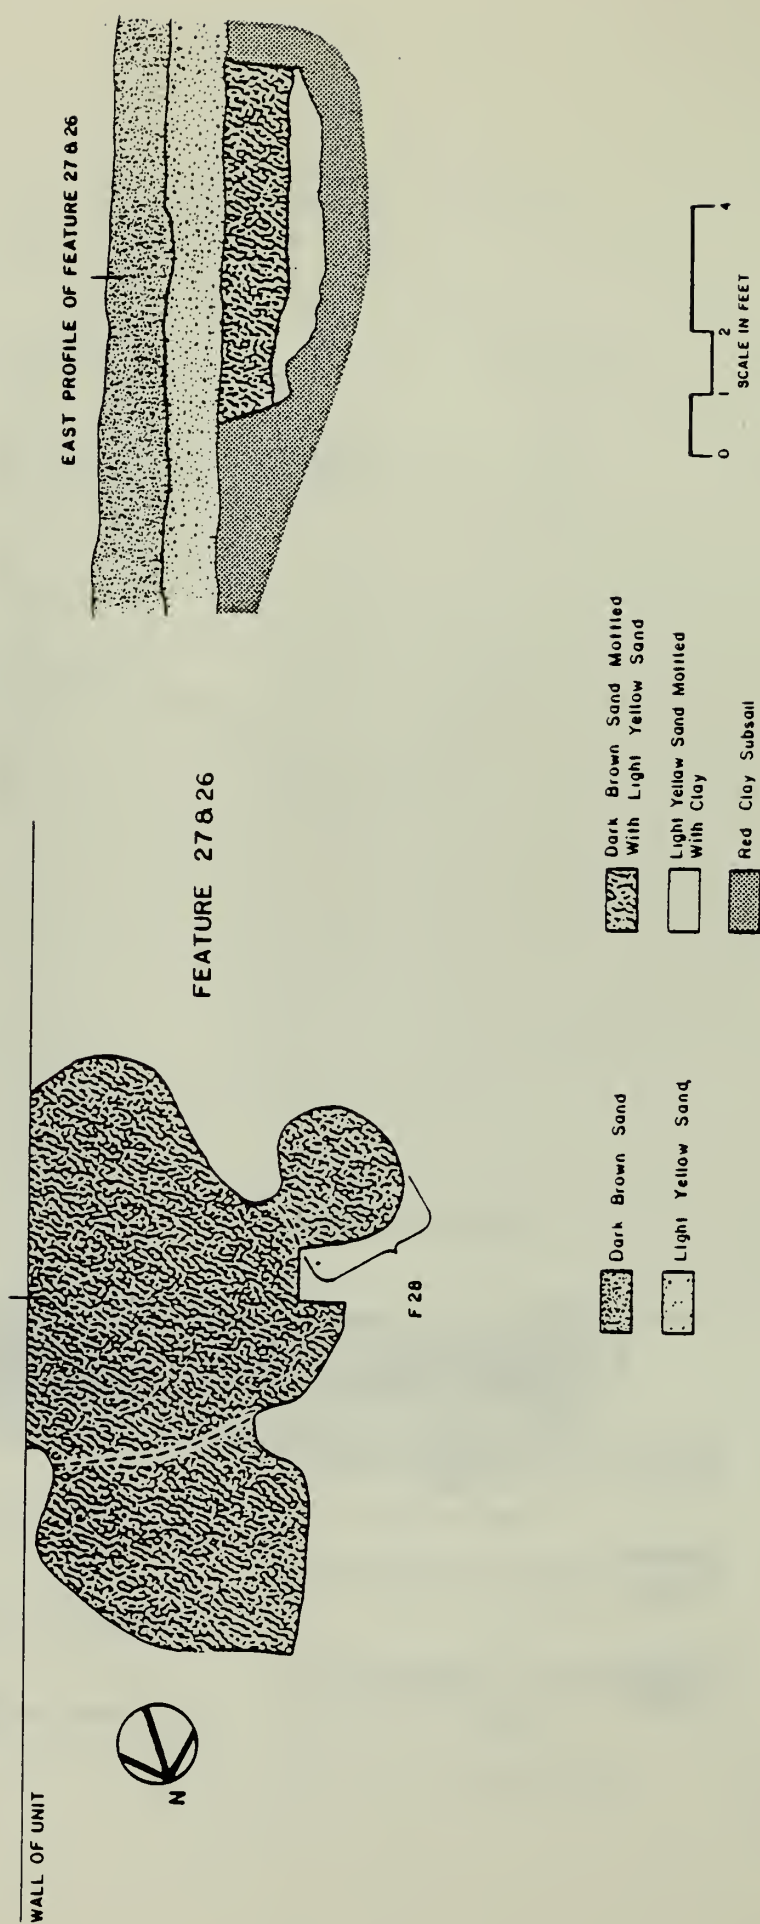 WALL OF UNIT
N
FEATURE 27 & 26
F 28
EAST PROFILE OF FEATURE 27 & 26
Dark Brown Sand
Light Yellow Sand,
Dark Brown Sand Mottled
With Light Yellow Sand
Light Yellow Sand Mottled
With Clay
Red Clay Subsoil
0 1 2 4
SCALE IN FEET